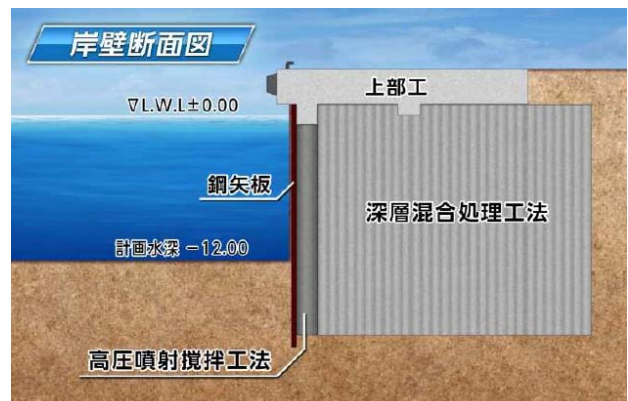 岸壁断面図
上部工
∇L.W.L±0.00
鋼矢板
深層混合処理工法
計画水深 −12.00
高圧噴射撹拌工法